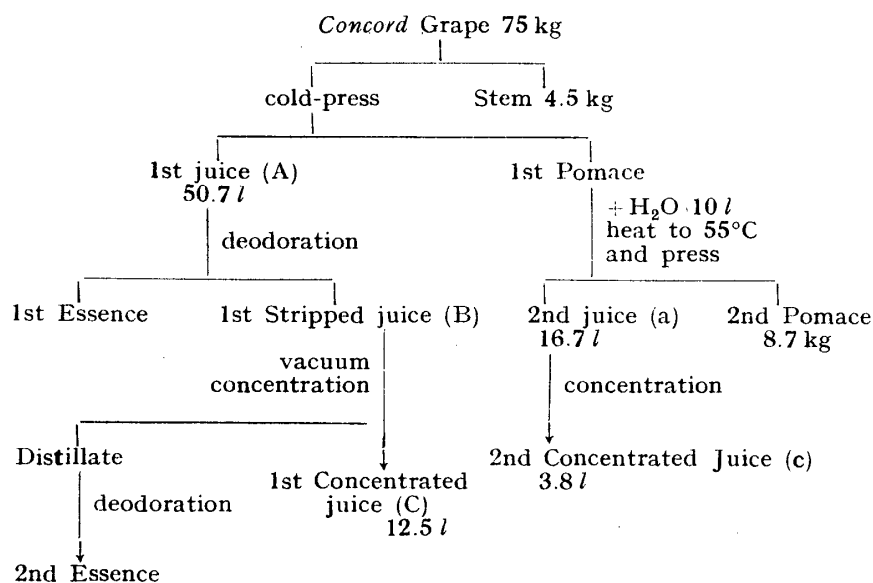 Concord Grape 75 kg
cold-press Stem 4.5 kg
1st juice (A) 1st Pomace
50.7 l
+ H₂O 10 l
heat to 55°C
and press
deodoration
1st Essence 1st Stripped juice (B) 2nd juice (a) 2nd Pomace
16.7 l 8.7 kg
vacuum
concentration
concentration
Distillate
2nd Concentrated Juice (c)
3.8 l
1st Concentrated
juice (C)
12.5 l
deodoration
2nd Essence